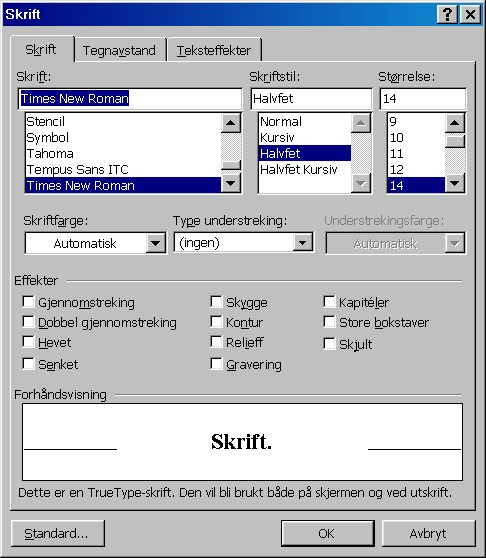 Skrift
Skrift Tegnavstand Teksteffekter
Skrift: Skriftstil: Størrelse:
Times New Roman Halvfet 14
Stencil Normal 9
Symbol Kursiv 10
Tahoma Halvfet 11
Tempus Sans ITC Halvfet Kursiv 12
Times New Roman 14
Skriftfarge: Type understreking: Understrekingsfarge:
Automatisk (ingen) Automatisk
Effekter
Gjennomstreking Skygge Kapitéler
Dobbel gjennomstreking Kontur Store bokstaver
Hevet Relieff Skjult
Senket Gravering
Forhåndsvisning
Skrift.
Dette er en TrueType-skrift. Den vil bli brukt både på skjermen og ved utskrift.
Standard... OK Avbryt